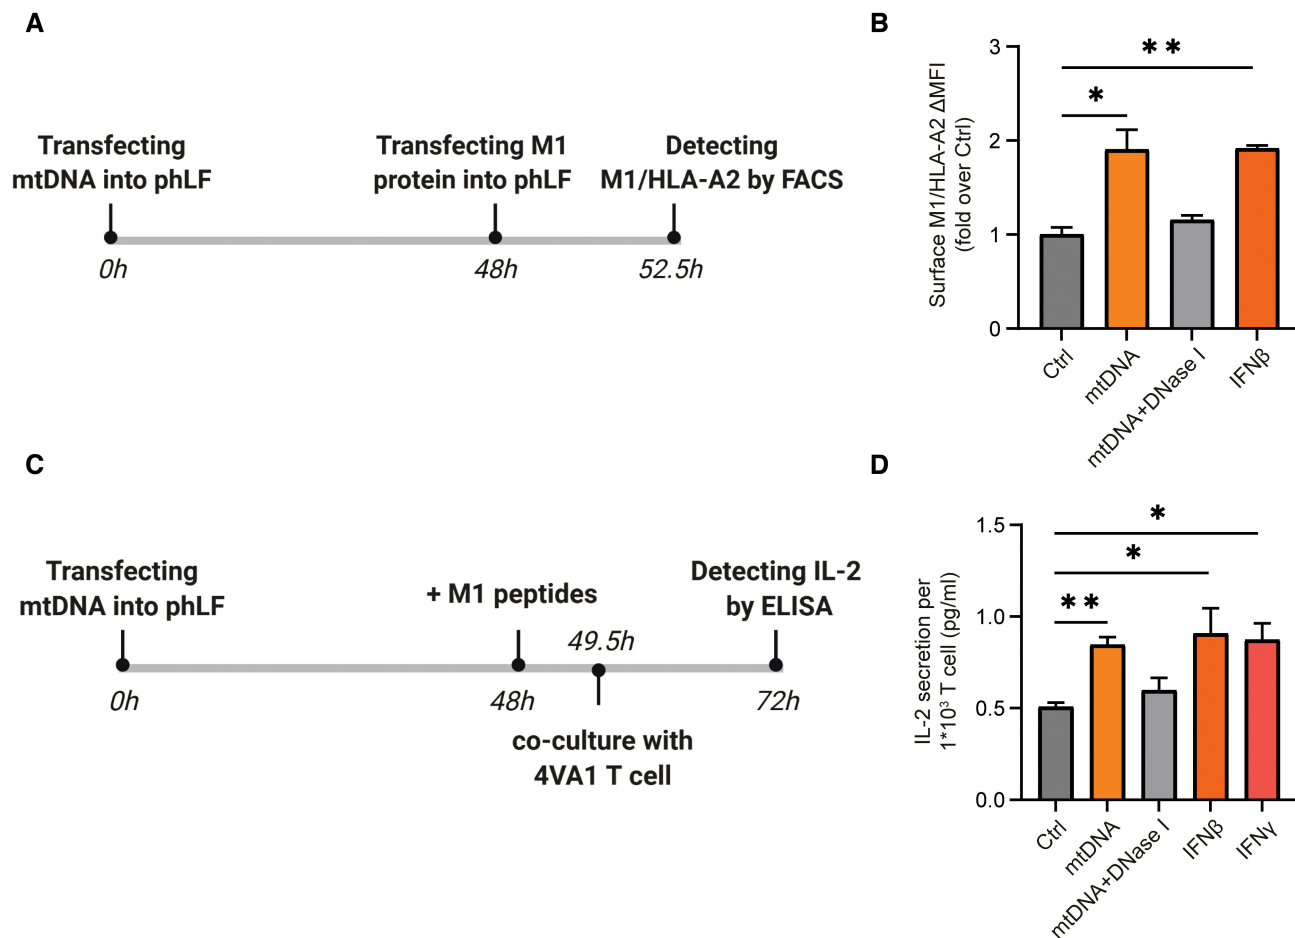 A
Transfecting
mtDNA into phLF
Transfecting M1
protein into phLF
Detecting
M1/HLA-A2 by FACS
0h
48h
52.5h
B
Surface M1/HLA-A2 ΔMFI
(fold over Ctrl)
3
2
1
0
* *
*
Ctrl
mtDNA
mtDNA+DNase I
IFNβ
C
Transfecting
mtDNA into phLF
+ M1 peptides
Detecting IL-2
by ELISA
49.5h
0h
48h
72h
co-culture with
4VA1 T cell
D
IL-2 secretion per
1*10³ T cell (pg/ml)
1.5
1.0
0.5
0.0
*
*
* *
Ctrl
mtDNA
mtDNA+DNase I
IFNβ
IFNγ